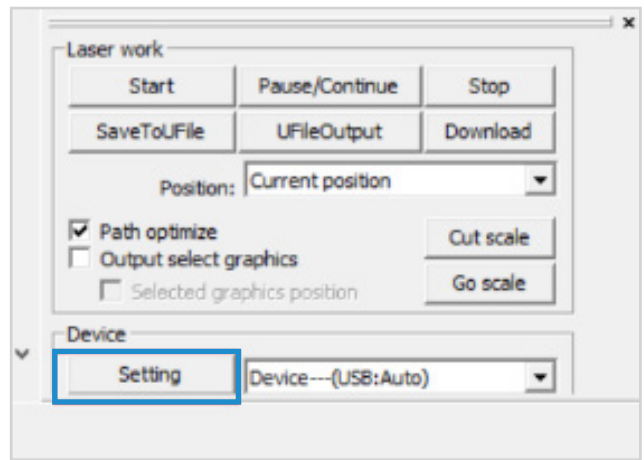 Laser work
Start Pause/Continue Stop
SaveToUFile UFileOutput Download
Position: Current position
Path optimize
Cut scale
Output select graphics
Go scale
Selected graphics position
Device
Setting Device---(USB:Auto)